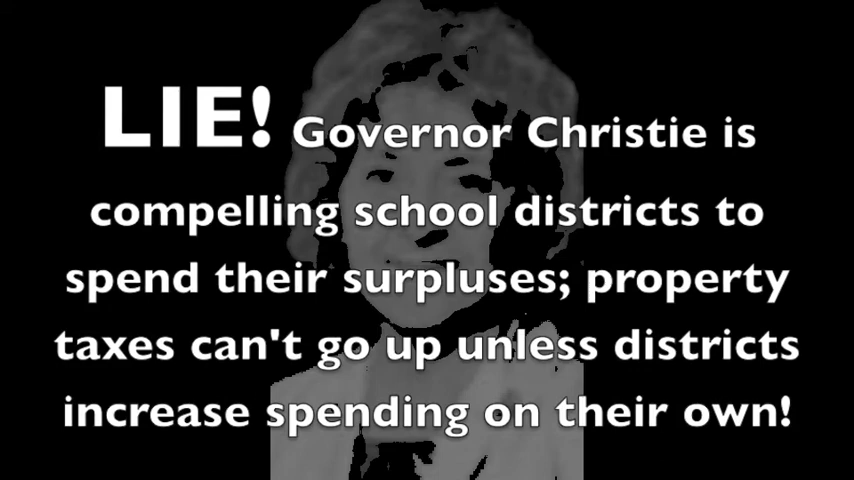 LIE! Governor Christie is
compelling school districts to
spend their surpluses; property
taxes can't go up unless districts
increase spending on their own!